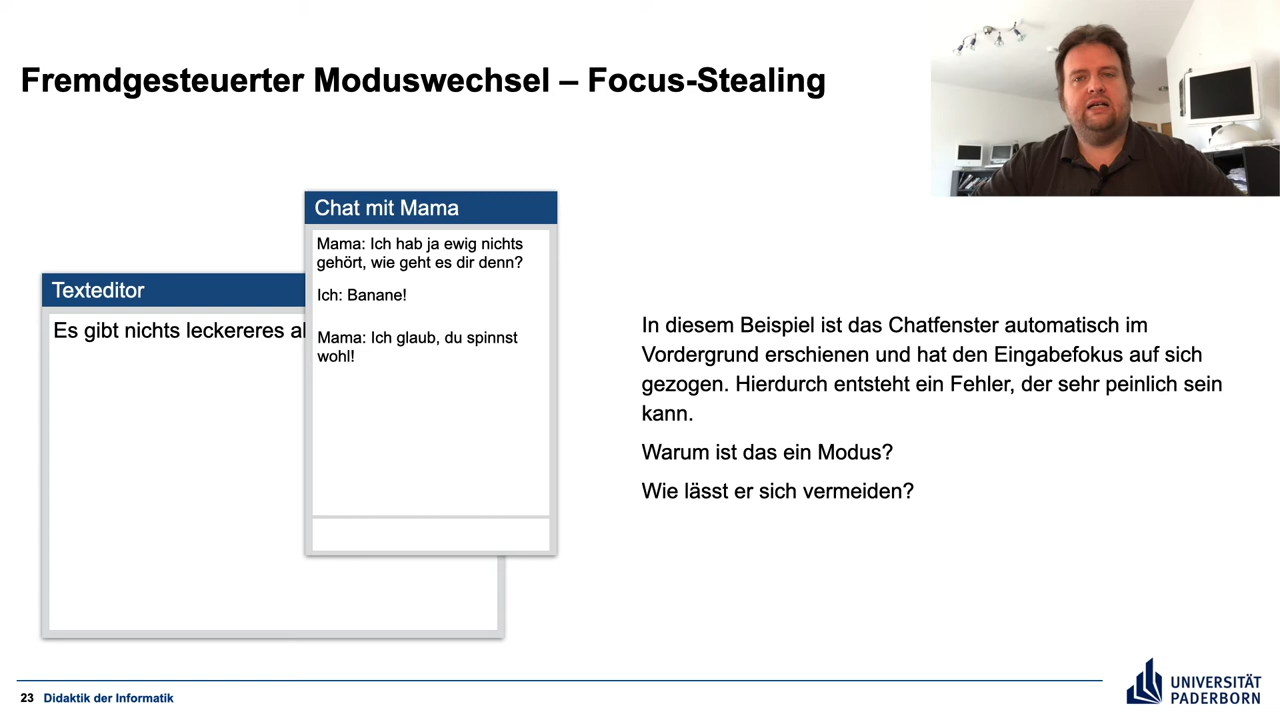 Fremdgesteuerter Moduswechsel – Focus-Stealing
Chat mit Mama
Mama: Ich hab ja ewig nichts
gehört, wie geht es dir denn?
Ich: Banane!
Mama: Ich glaub, du spinnst
wohl!
Texteditor
Es gibt nichts leckereres al
In diesem Beispiel ist das Chatfenster automatisch im
Vordergrund erschienen und hat den Eingabefokus auf sich
gezogen. Hierdurch entsteht ein Fehler, der sehr peinlich sein
kann.
Warum ist das ein Modus?
Wie lässt er sich vermeiden?
23 Didaktik der Informatik
UNIVERSITÄT
PADERBORN